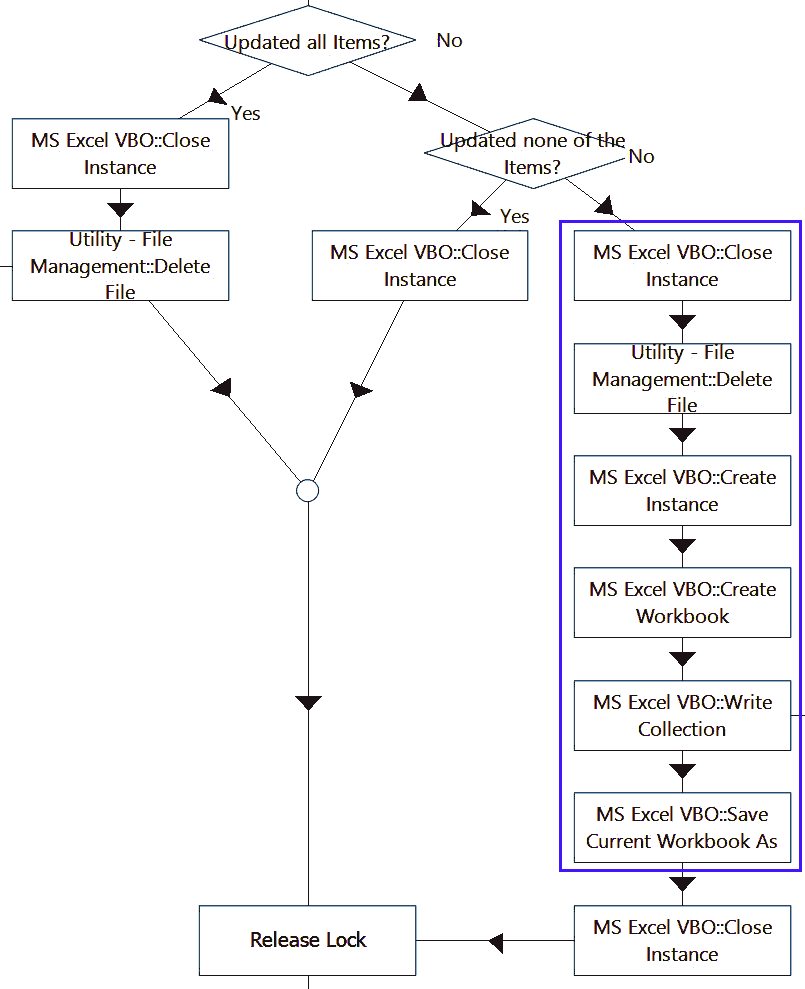 Updated all Items?
No
Yes
Updated none of the
Items?
No
MS Excel VBO::Close
Instance
Yes
Utility - File
Management::Delete
File
MS Excel VBO::Close
Instance
MS Excel VBO::Close
Instance
Utility - File
Management::Delete
File
MS Excel VBO::Create
Instance
MS Excel VBO::Create
Workbook
MS Excel VBO::Write
Collection
MS Excel VBO::Save
Current Workbook As
Release Lock
MS Excel VBO::Close
Instance